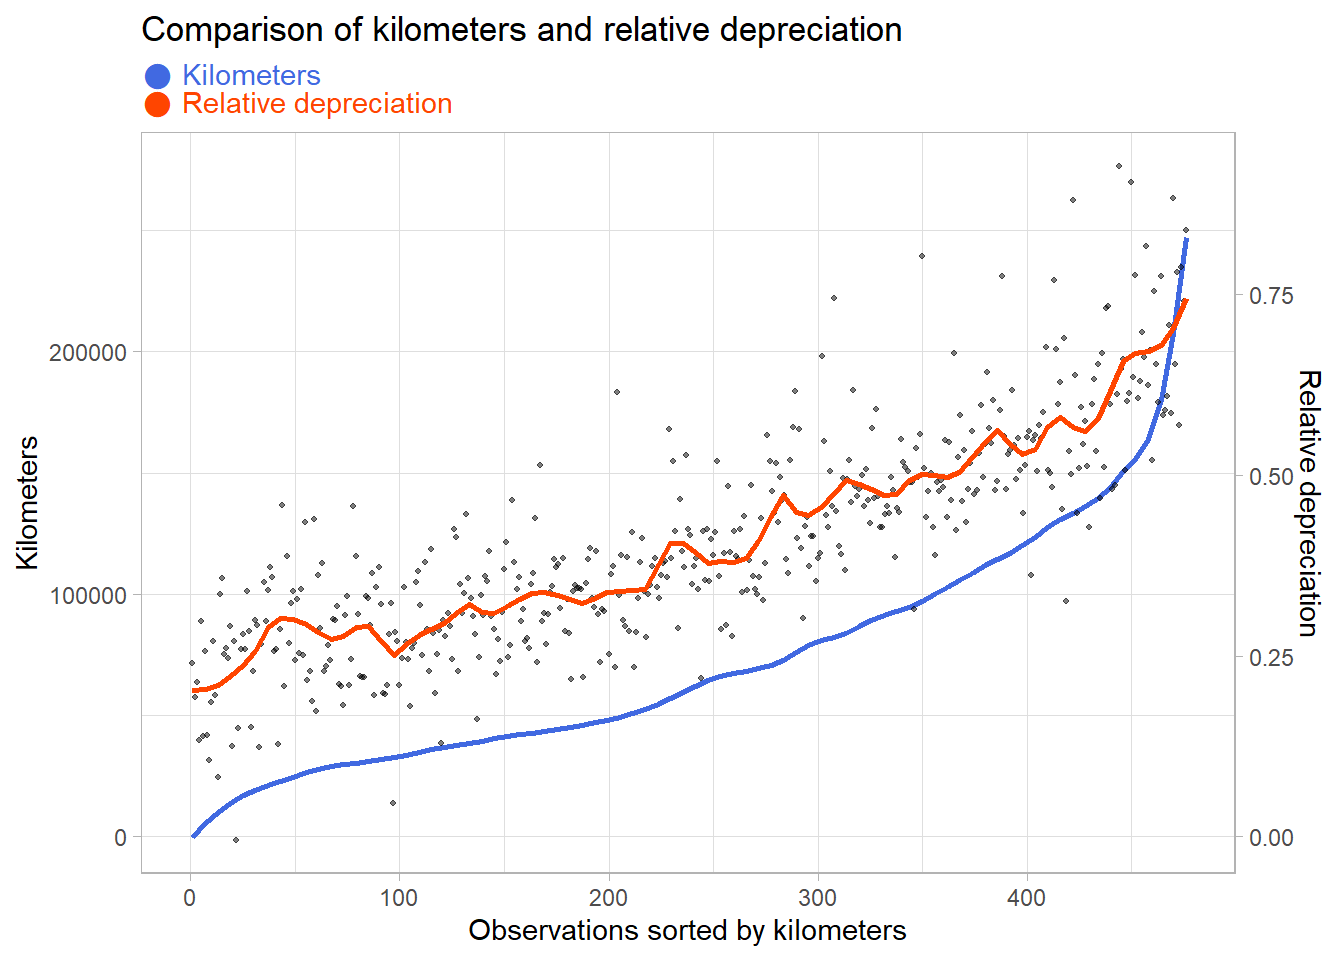 Comparison of kilometers and relative depreciation
Kilometers
Relative depreciation
200000
100000
0
Kilometers
0.75
0.50
0.25
0.00
Relative depreciation
0 100 200 300 400
Observations sorted by kilometers